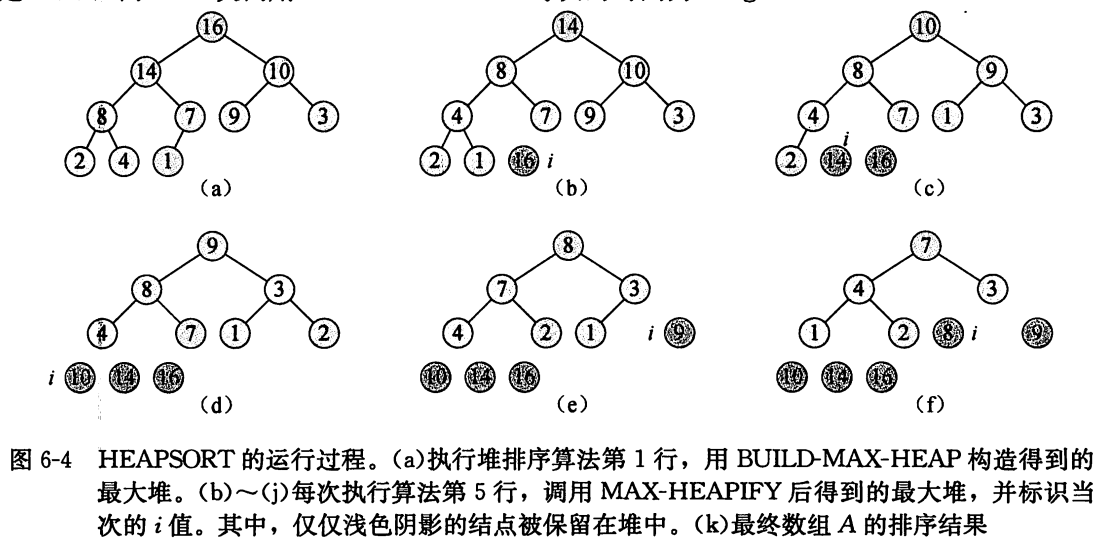 16
14 10
8 7 9 3
2 4 1
(a)
14
8 10
4 7 9 3
2 1 16 i
(b)
10
8 9
4 7 1 3
i
2 14 16
(c)
9
8 3
4 7 1 2
i 10 14 16
(d)
8
7 3
4 2 1 i 9
10 14 16
(e)
7
4 3
1 2 8 i 9
10 14 16
(f)
图 6-4 HEAPSORT 的运行过程。(a)执行堆排序算法第 1 行，用 BUILD-MAX-HEAP 构造得到的
最大堆。(b)～(j)每次执行算法第 5 行，调用 MAX-HEAPIFY 后得到的最大堆，并标识当
次的 i 值。其中，仅仅浅色阴影的结点被保留在堆中。(k)最终数组 A 的排序结果